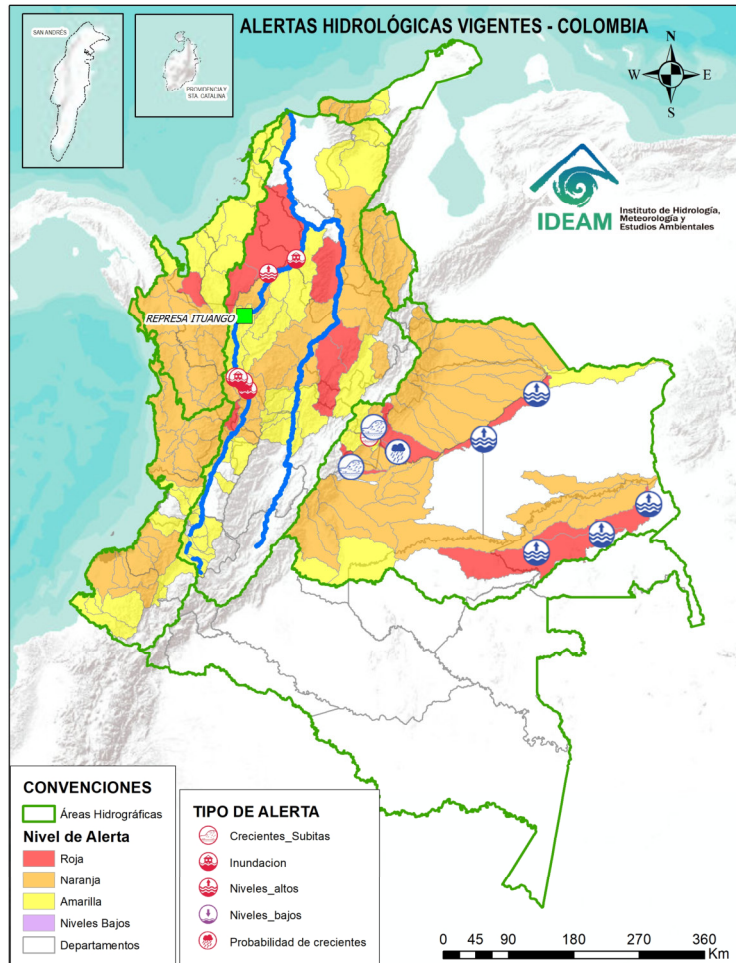 ALERTAS HIDROLÓGICAS VIGENTES - COLOMBIA
SAN ANDRÉS
PROVIDENCIA Y
STA. CATALINA
N
W
E
S
IDEAM
Instituto de Hidrología,
Meteorología y
Estudios Ambientales
REPRESA ITUANGO
CONVENCIONES
Áreas Hidrográficas
Nivel de Alerta
Roja
Naranja
Amarilla
Niveles Bajos
Departamentos
TIPO DE ALERTA
Crecientes_Subitas
Inundacion
Niveles_altos
Niveles_bajos
Probabilidad de crecientes
0 45 90 180 270 360
Km